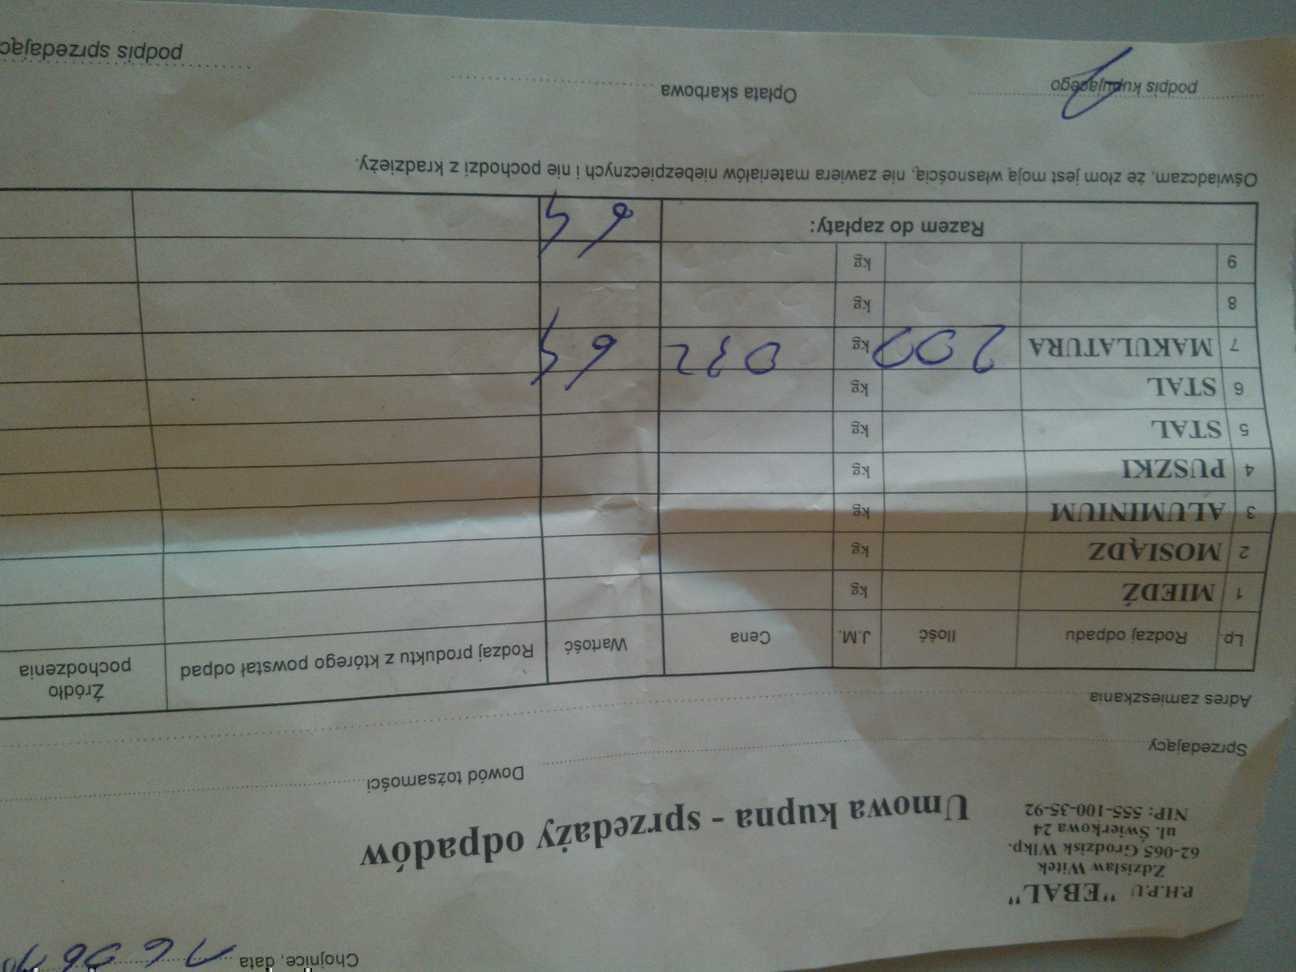 Chojnice, data 16 06
P.H.P.U "EBAL"
Zdzisław Witek
62-065 Grodzisk Wlkp.
ul. Świerkowa 24
NIP: 555-100-35-92
Umowa kupna - sprzedaży odpadów
Dowód tożsamości
Sprzedający
Adres zamieszkania
Lp. Rodzaj odpadu Ilość J.M. Cena Wartość Rodzaj produktu z którego powstał odpad Źródło pochodzenia
1 MIEDŹ kg
2 MOSIĄDZ kg
3 ALUMINIUM kg
4 PUSZKI kg
5 STAL kg
6 STAL kg
7 MAKULATURA 200 kg 032 64
8 kg
9 kg
Razem do zapłaty: 64
Oświadczam, że złom jest moją własnością, nie zawiera materiałów niebezpiecznych i nie pochodzi z kradzieży.
podpis kupującego Opłata skarbowa podpis sprzedając